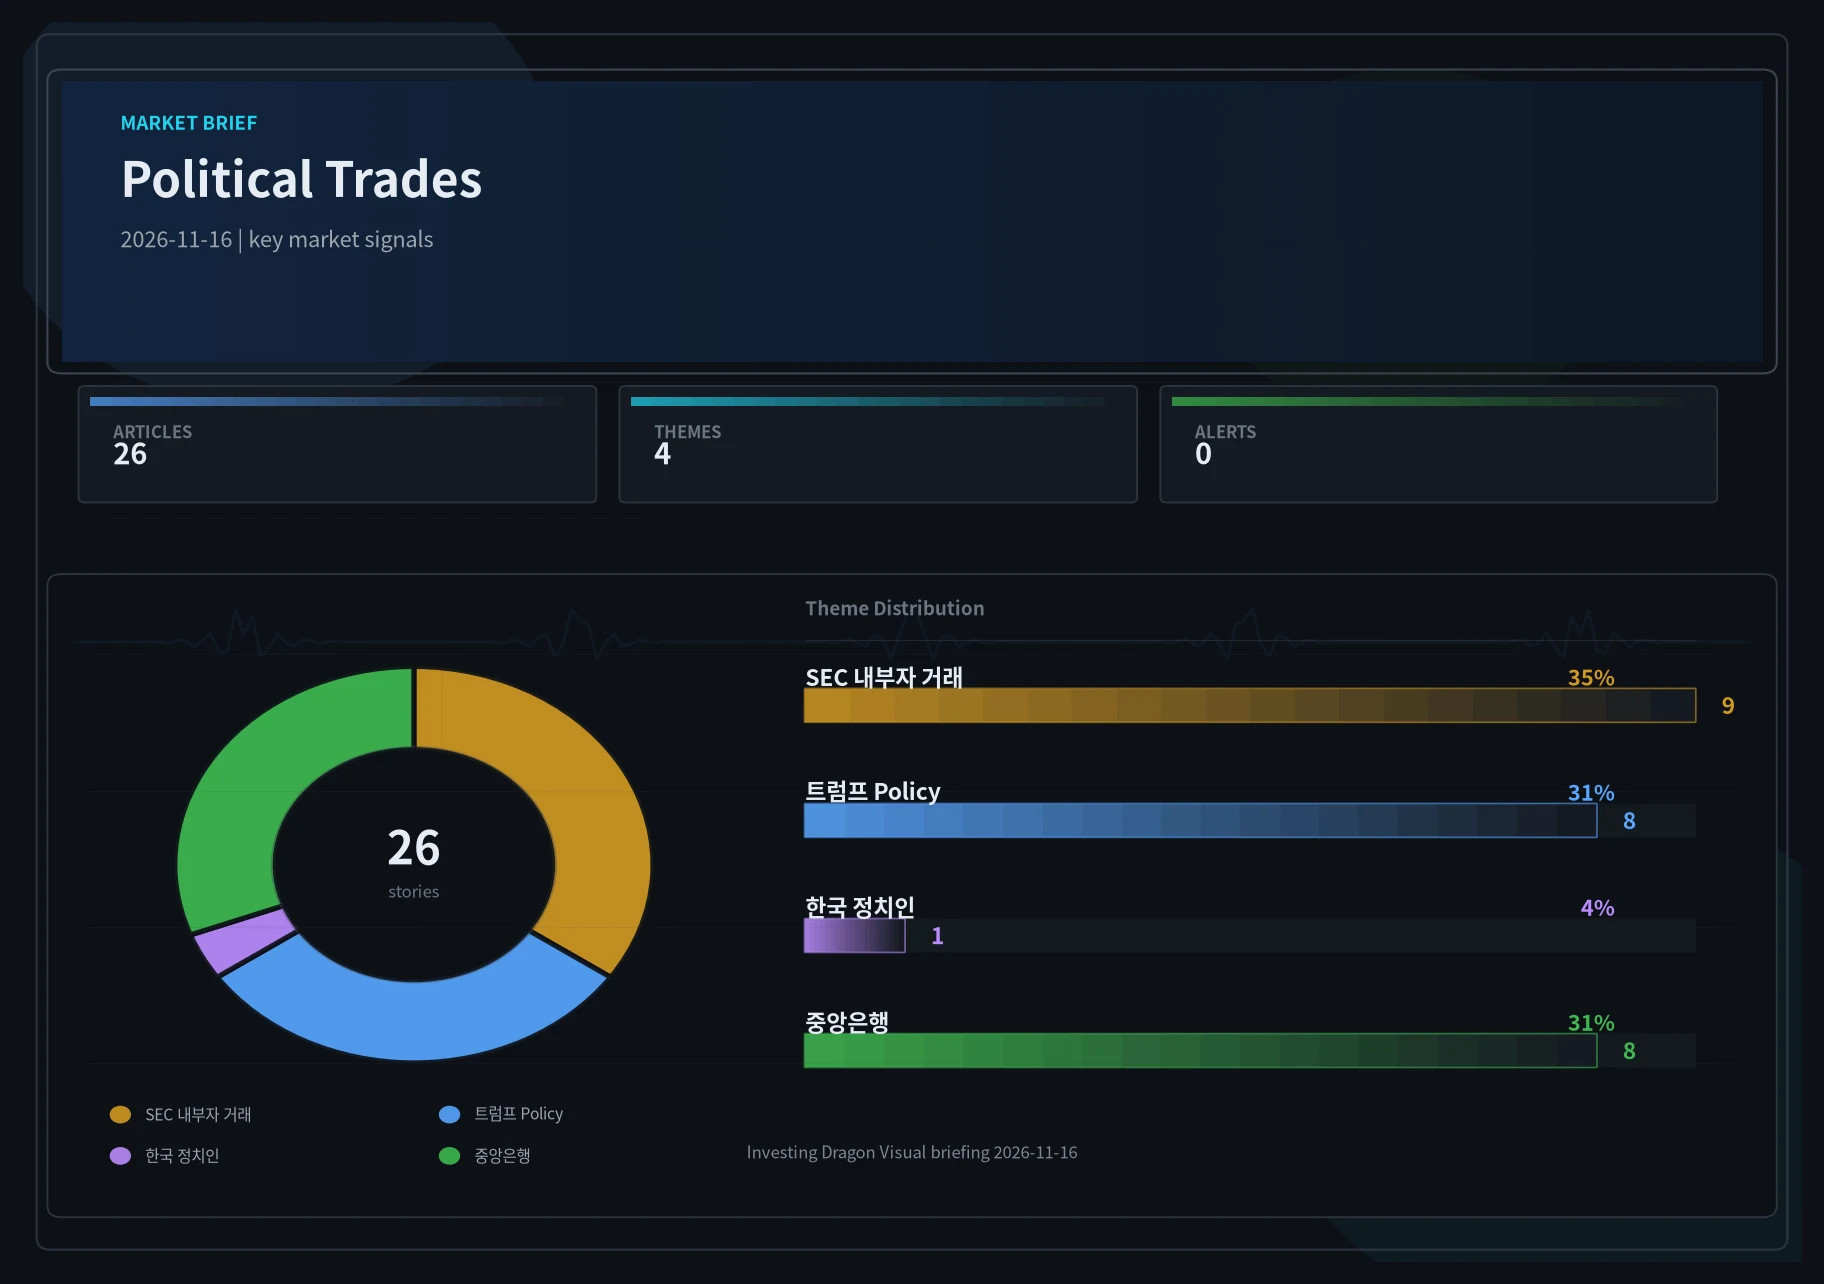 MARKET BRIEF
Political Trades
2026-11-16 | key market signals
ARTICLES
26
THEMES
4
ALERTS
0
Theme Distribution
SEC 내부자 거래
35%
9
트럼프 Policy
31%
8
한국 정치인
4%
1
중앙은행
31%
8
26
stories
SEC 내부자 거래
트럼프 Policy
한국 정치인
중앙은행
Investing Dragon Visual briefing 2026-11-16